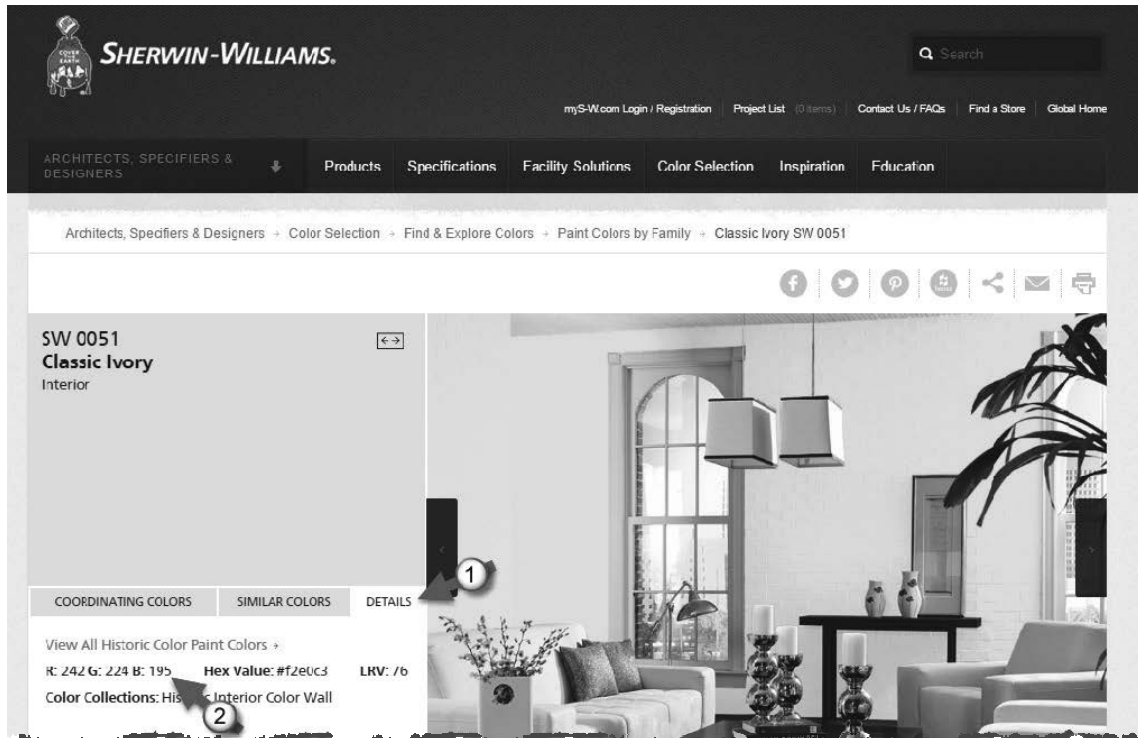 COVER THE EARTH
SHERWIN-WILLIAMS.
Search
myS-W.com Login / Registration Project List (0 items) Contact Us / FAQs Find a Store Global Home
ARCHITECTS, SPECIFIERS & DESIGNERS
Products Specifications Facility Solutions Color Selection Inspiration Education
Architects, Specifiers & Designers → Color Selection → Find & Explore Colors → Paint Colors by Family → Classic Ivory SW 0051
SW 0051
Classic Ivory
Interior
1
COORDINATING COLORS SIMILAR COLORS DETAILS
View All Historic Color Paint Colors →
R: 242 G: 224 B: 195 Hex Value: #f2e0c3 LRV: 76
Color Collections: Interior Color Wall
2